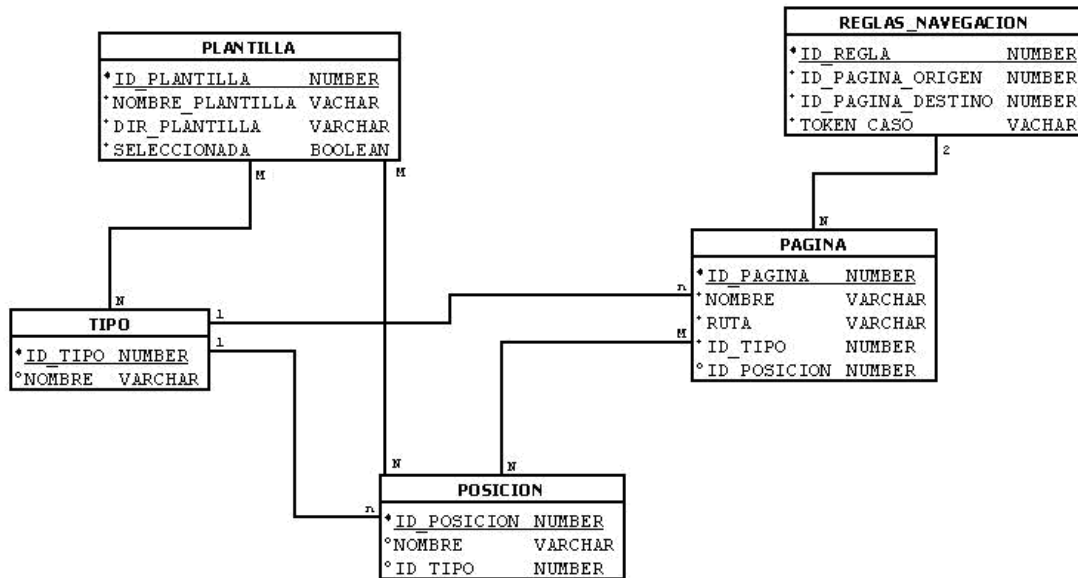 PLANTILLA
*ID_PLANTILLA NUMBER
*NOMBRE_PLANTILLA VACHAR
*DIR_PLANTILLA VARCHAR
*SELECCIONADA BOOLEAN
REGLAS_NAVEGACION
*ID_REGLA NUMBER
*ID_PAGINA_ORIGEN NUMBER
*ID_PAGINA_DESTINO NUMBER
*TOKEN_CASO VACHAR
M
M
2
N
PAGINA
*ID_PAGINA NUMBER
*NOMBRE VARCHAR
*RUTA VARCHAR
*ID_TIPO NUMBER
°ID_POSICION NUMBER
n
M
N
TIPO
*ID_TIPO NUMBER
°NOMBRE VARCHAR
1
1
N
N
n
POSICION
*ID_POSICION NUMBER
°NOMBRE VARCHAR
°ID_TIPO NUMBER